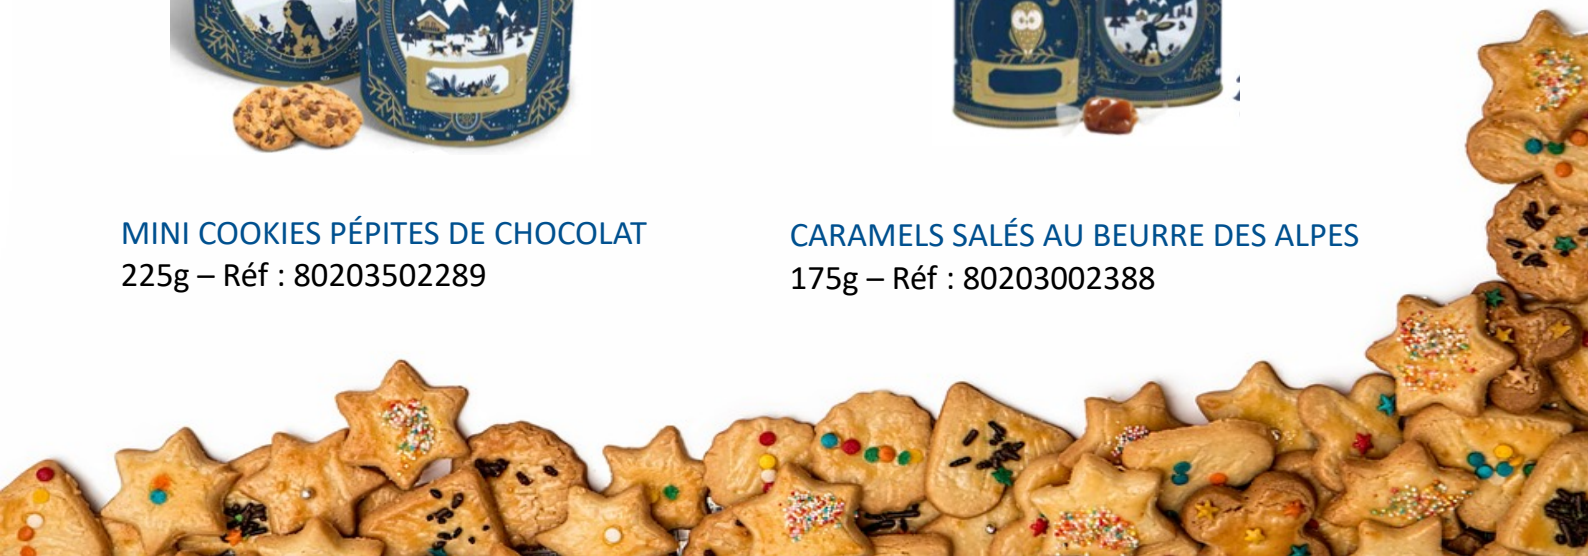 MINI COOKIES PÉPITES DE CHOCOLAT
225g – Réf : 80203502289
CARAMELS SALÉS AU BEURRE DES ALPES
175g – Réf : 80203002388